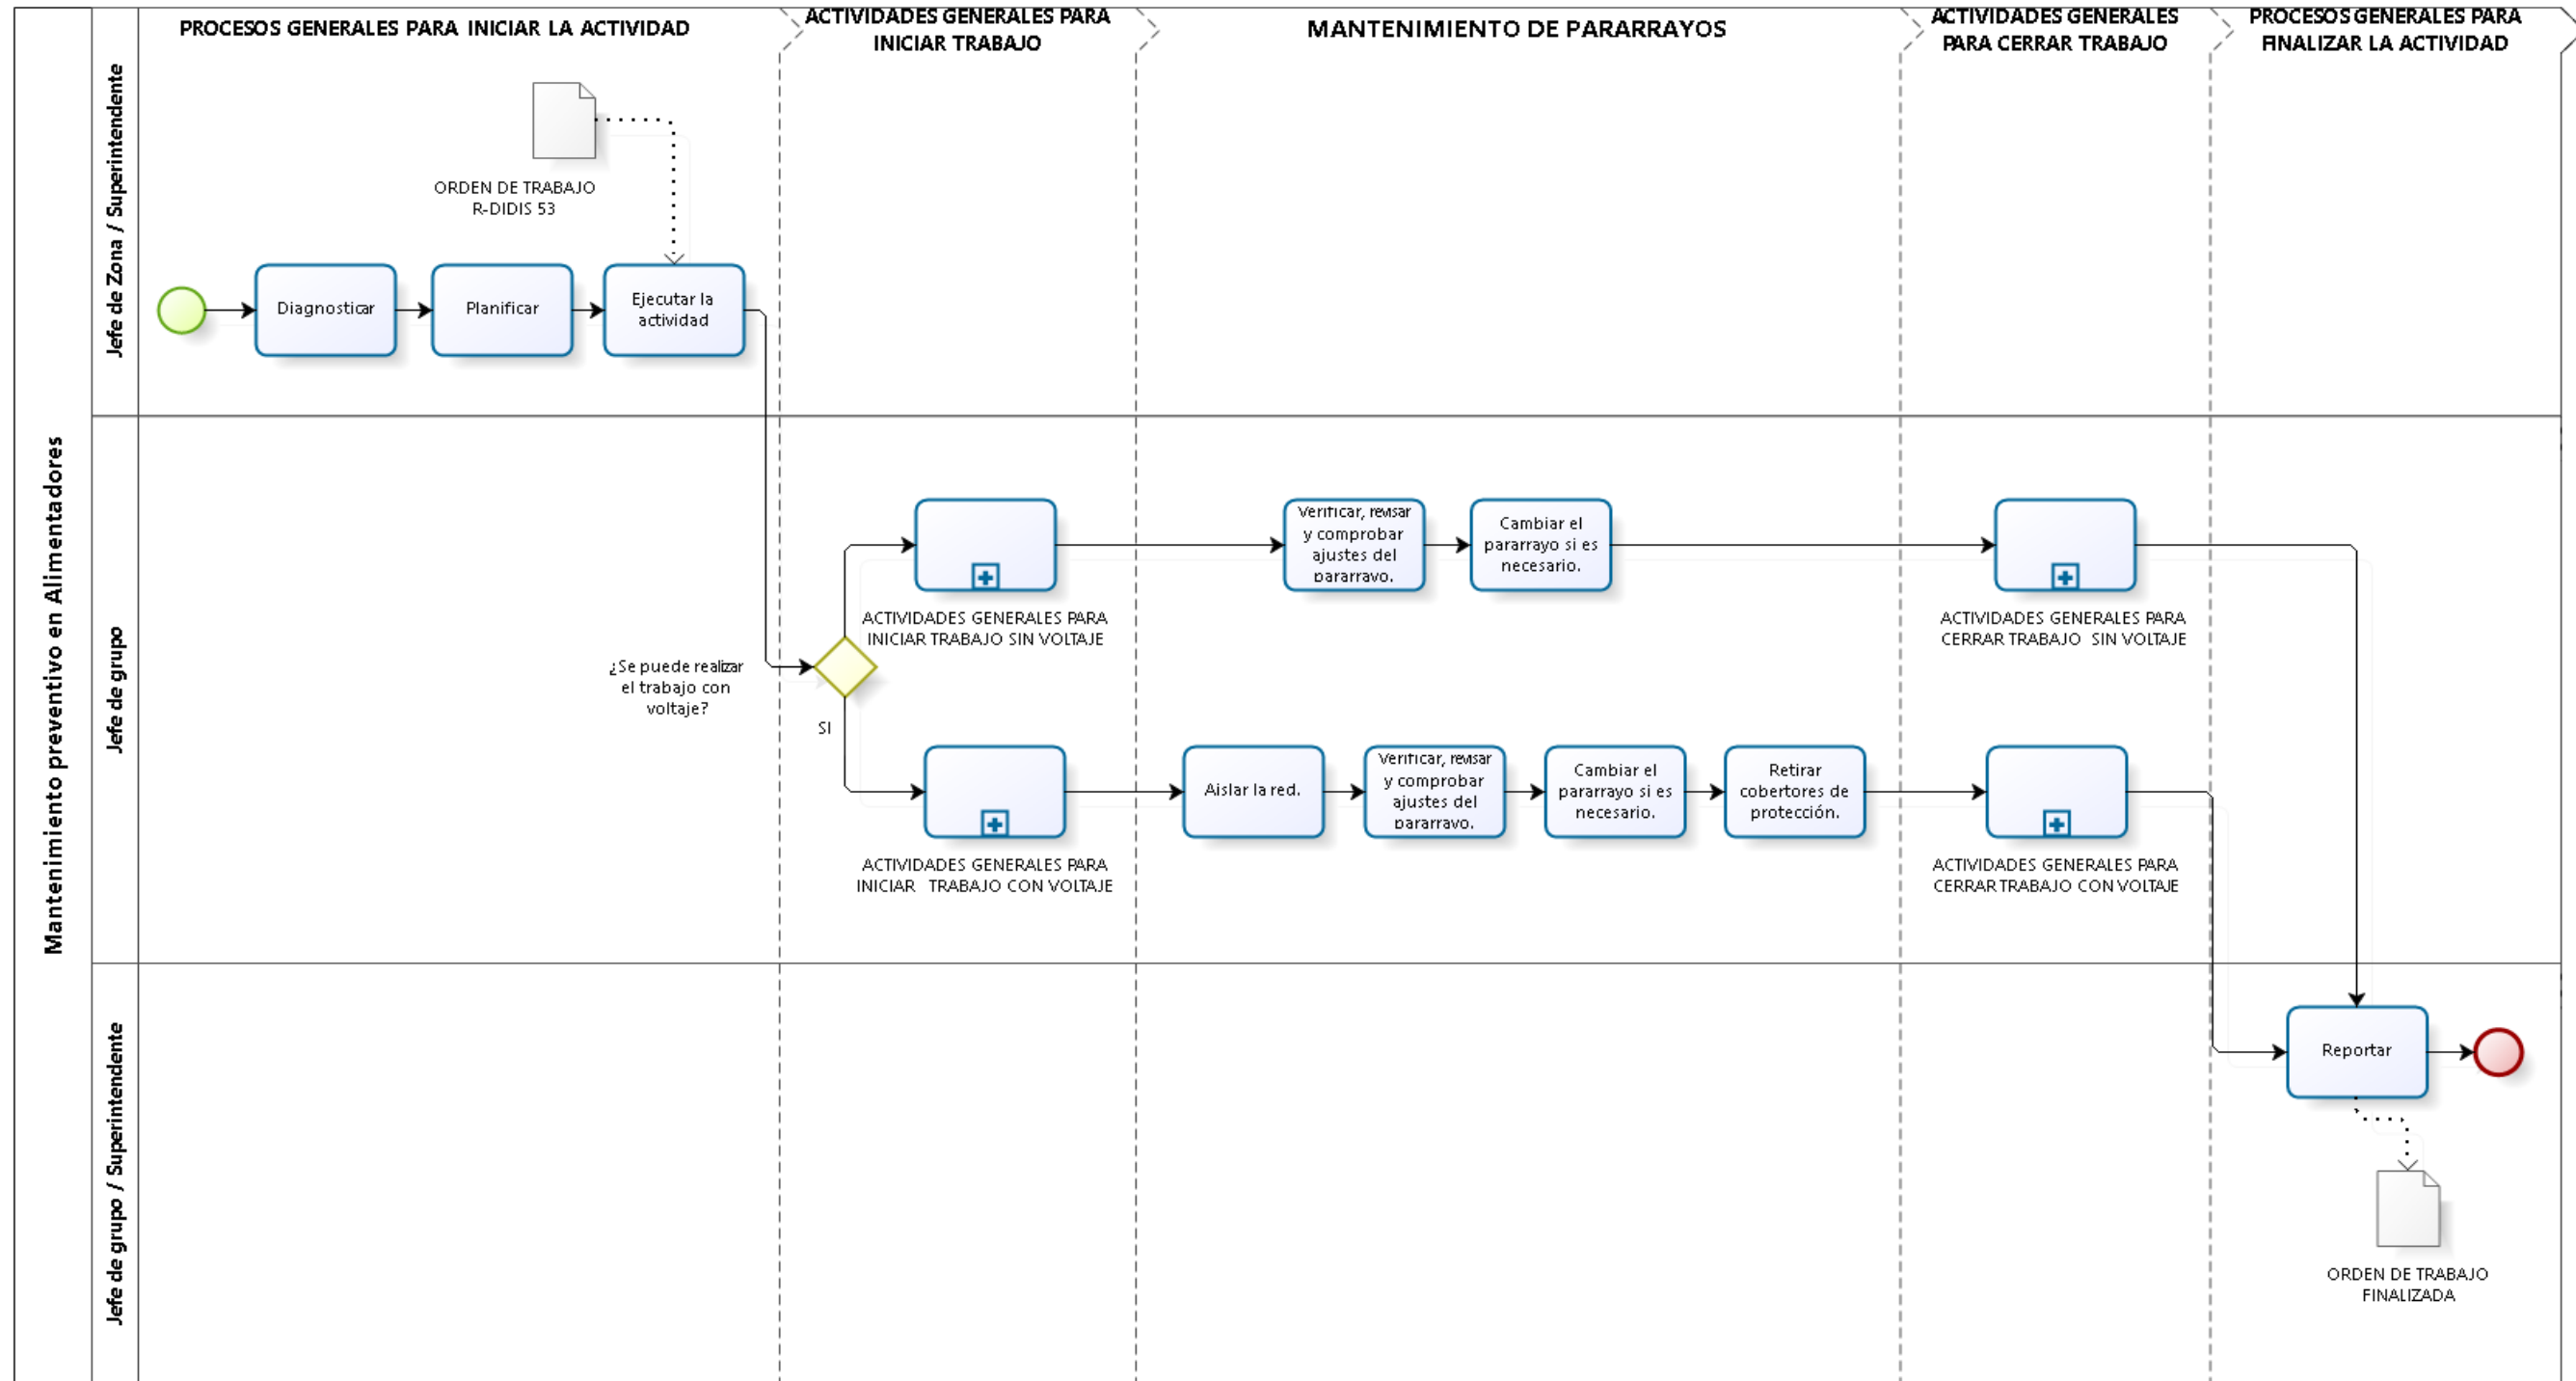 PROCESOS GENERALES PARA INICIAR LA ACTIVIDAD
ACTIVIDADES GENERALES PARA
INICIAR TRABAJO
MANTENIMIENTO DE PARARRAYOS
ACTIVIDADES GENERALES
PARA CERRAR TRABAJO
PROCESOS GENERALES PARA
FINALIZAR LA ACTIVIDAD
Mantenimiento preventivo en Alimentadores
Jefe de Zona / Superintendente
ORDEN DE TRABAJO
R-DIDIS 53
Diagnosticar
Planificar
Ejecutar la
actividad
Jefe de grupo
¿Se puede realizar
el trabajo con
voltaje?
SI
ACTIVIDADES GENERALES PARA
INICIAR TRABAJO SIN VOLTAJE
Verificar, revisar
y comprobar
ajustes del
pararrayo.
Cambiar el
pararrayo si es
necesario.
ACTIVIDADES GENERALES PARA
CERRAR TRABAJO SIN VOLTAJE
ACTIVIDADES GENERALES PARA
INICIAR TRABAJO CON VOLTAJE
Aislar la red.
Verificar, revisar
y comprobar
ajustes del
pararrayo.
Cambiar el
pararrayo si es
necesario.
Retirar
cobertores de
protección.
ACTIVIDADES GENERALES PARA
CERRAR TRABAJO CON VOLTAJE
Jefe de grupo / Superintendente
Reportar
ORDEN DE TRABAJO
FINALIZADA